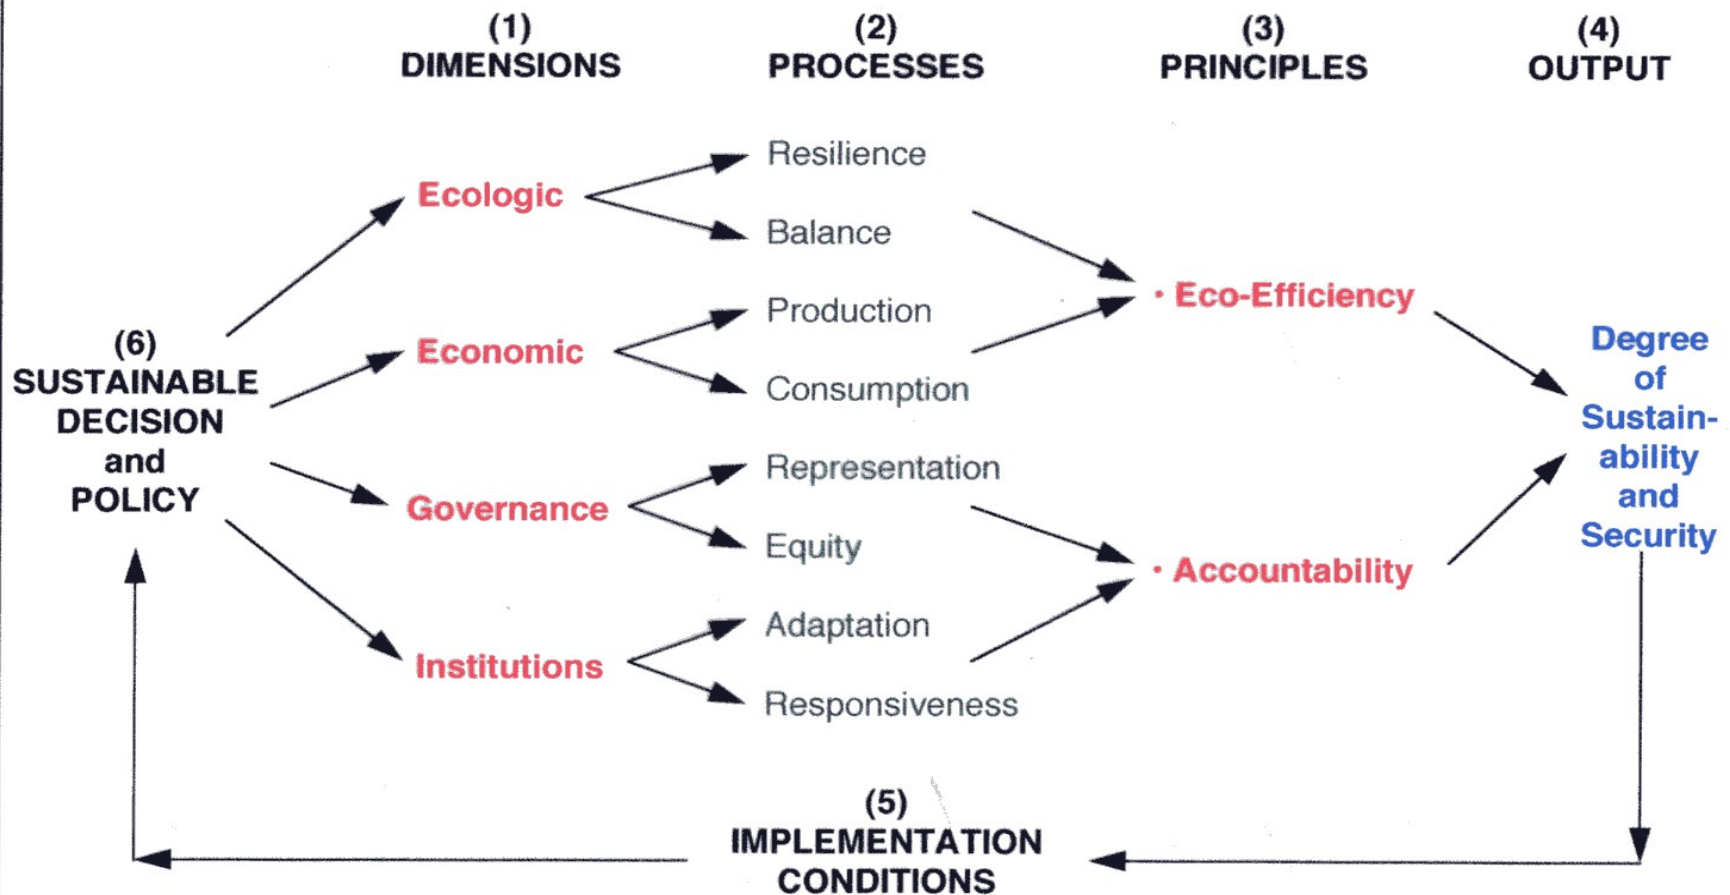 (1)
DIMENSIONS
(2)
PROCESSES
(3)
PRINCIPLES
(4)
OUTPUT
(6)
SUSTAINABLE
DECISION
and
POLICY
Ecologic
Economic
Governance
Institutions
Resilience
Balance
Production
Consumption
Representation
Equity
Adaptation
Responsiveness
· Eco-Efficiency
· Accountability
Degree
of
Sustain-
ability
and
Security
(5)
IMPLEMENTATION
CONDITIONS